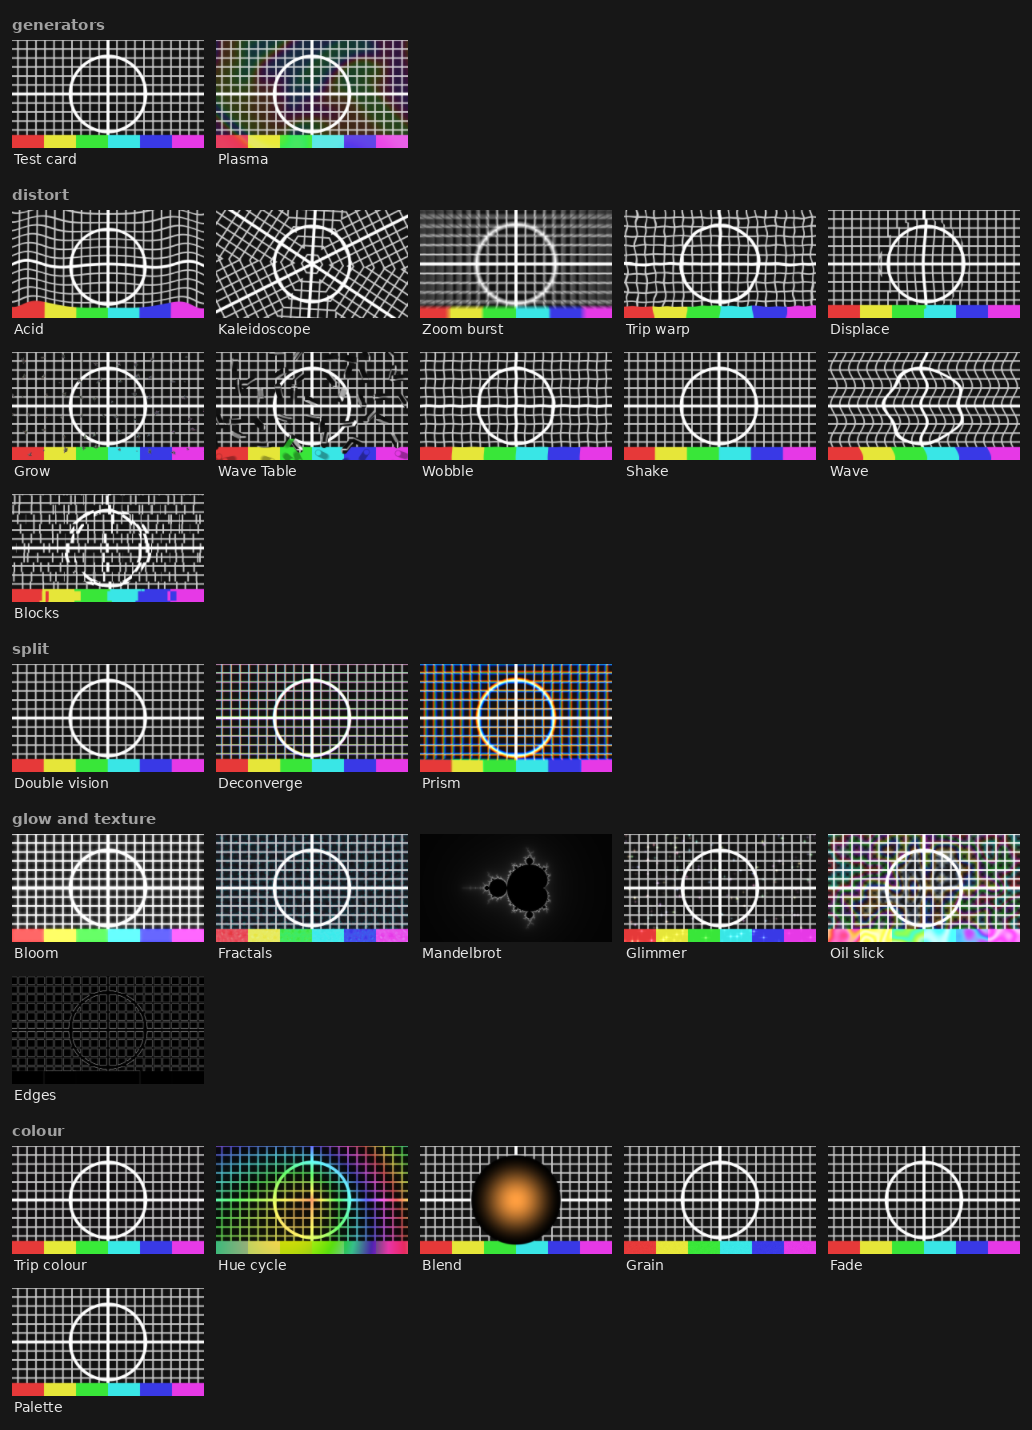 generators
Test card
Plasma
distort
Acid
Kaleidoscope
Zoom burst
Trip warp
Displace
Grow
Wave Table
Wobble
Shake
Wave
Blocks
split
Double vision
Deconverge
Prism
glow and texture
Bloom
Fractals
Mandelbrot
Glimmer
Oil slick
Edges
colour
Trip colour
Hue cycle
Blend
Grain
Fade
Palette